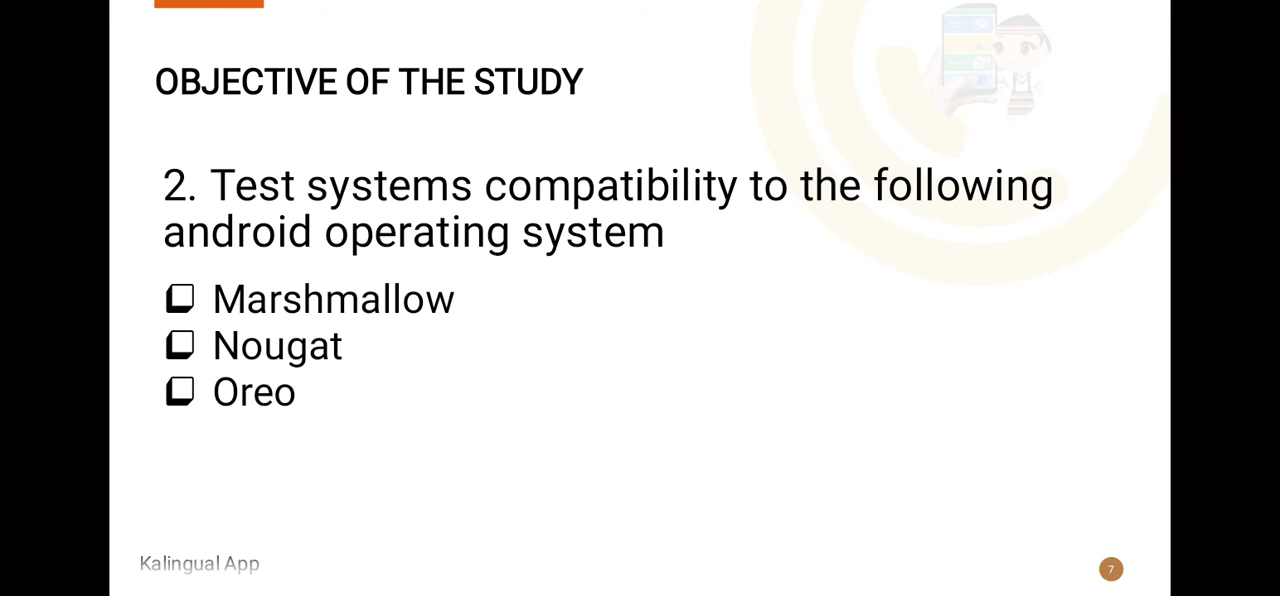 OBJECTIVE OF THE STUDY
2. Test systems compatibility to the following
android operating system
Marshmallow
Nougat
Oreo
Kalingual App
7